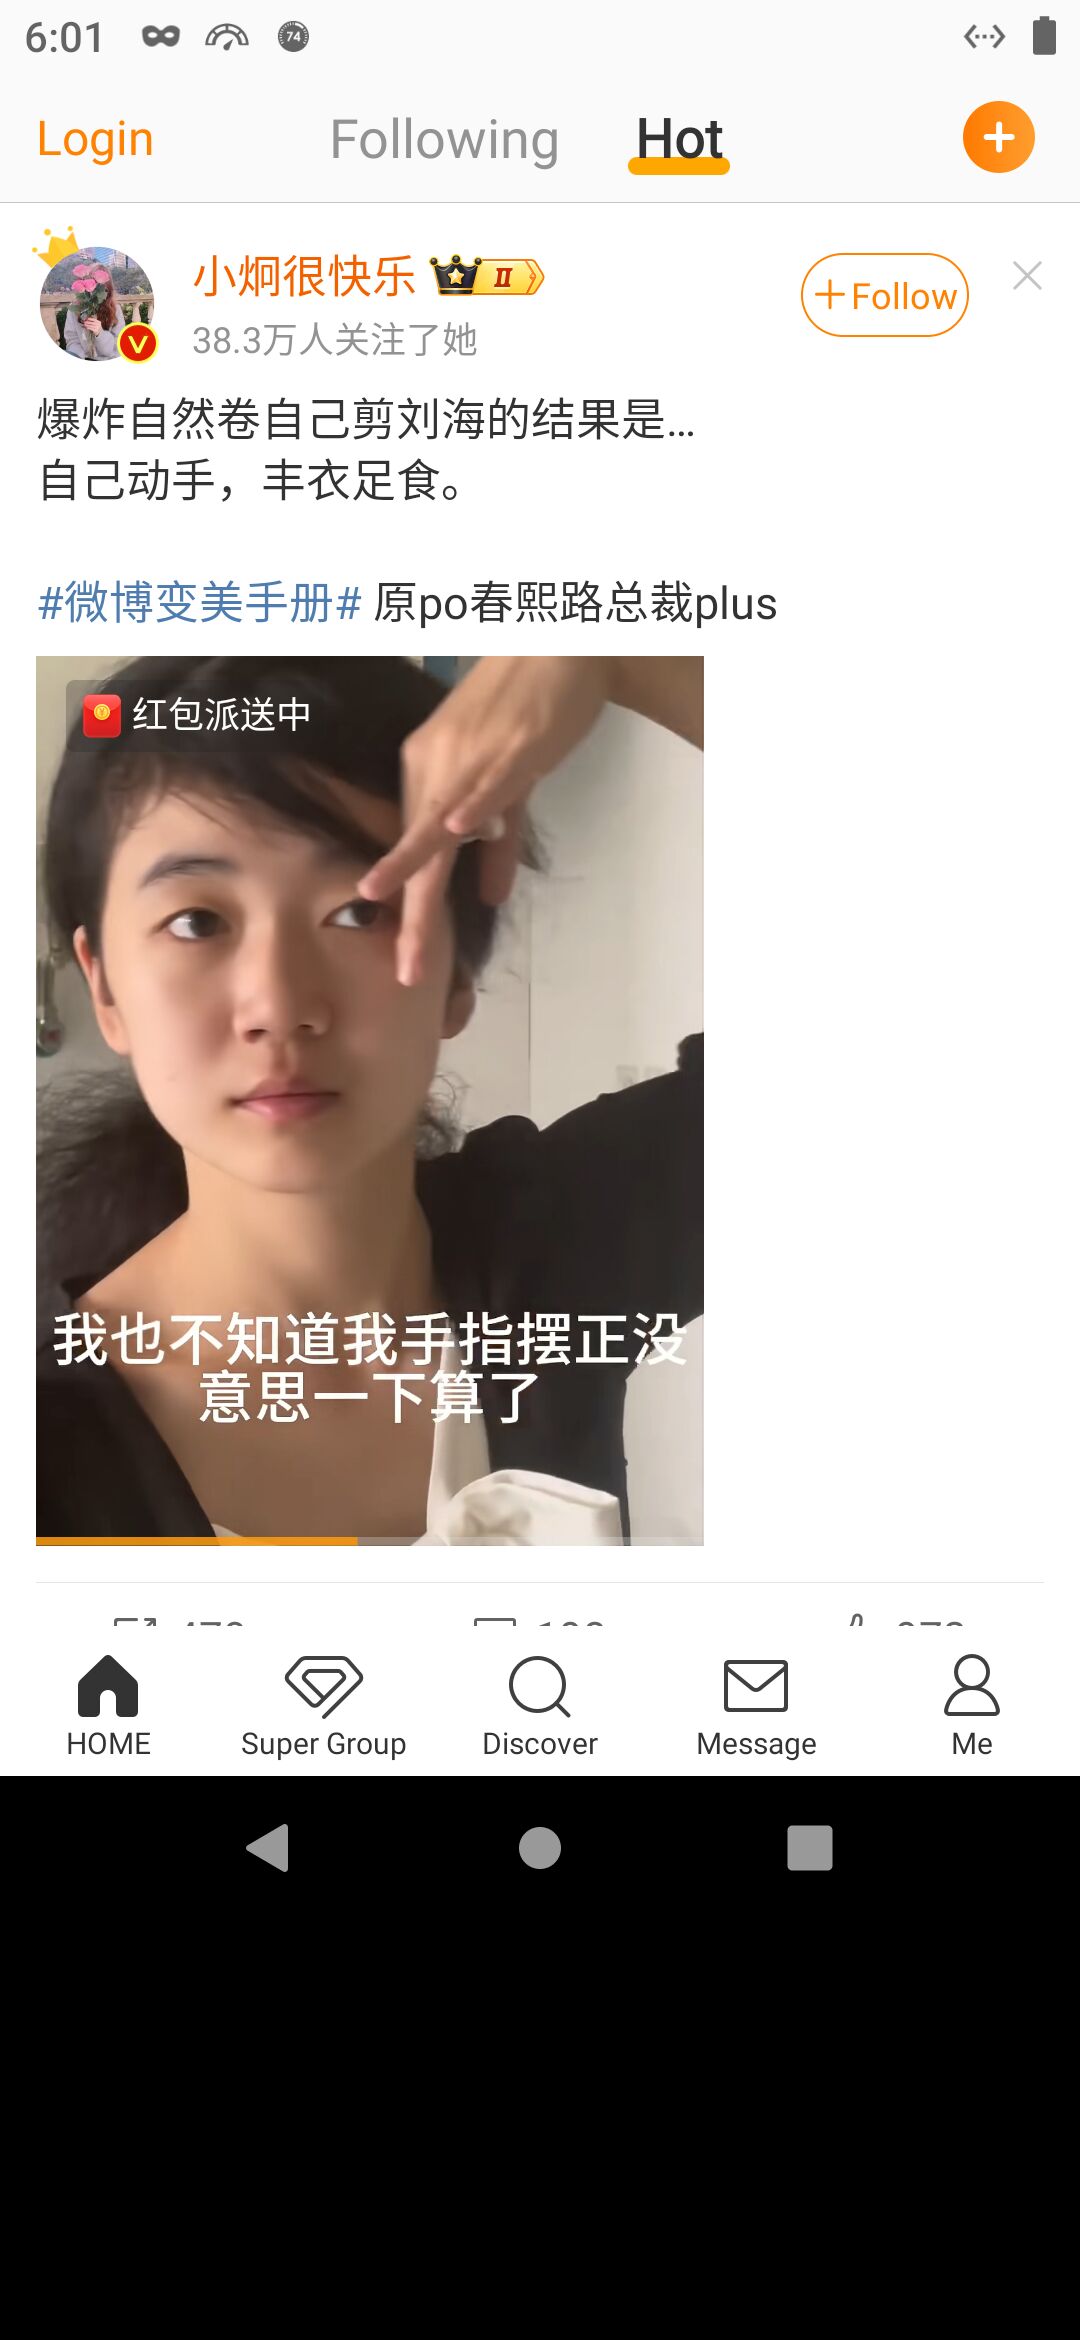 6:01
74
Login
Following
Hot
小炯很快乐
II
+Follow
38.3万人关注了她
爆炸自然卷自己剪刘海的结果是...
自己动手，丰衣足食。
#微博变美手册# 原po春熙路总裁plus
红包派送中
我也不知道我手指摆正没
意思一下算了
HOME
Super Group
Discover
Message
Me